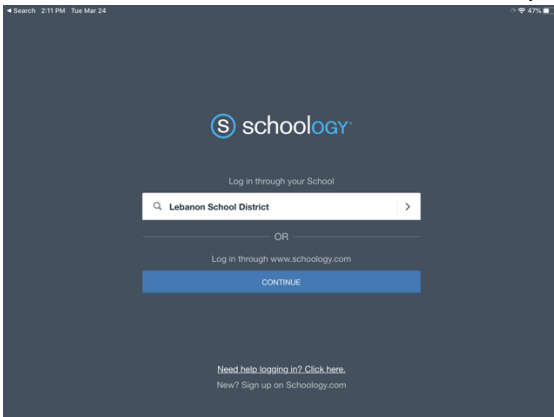 ◄ Search 2:11 PM Tue Mar 24 47%
S schoology
Log in through your School
Lebanon School District
OR
Log in through www.schoology.com
CONTINUE
Need help logging in? Click here.
New? Sign up on Schoology.com